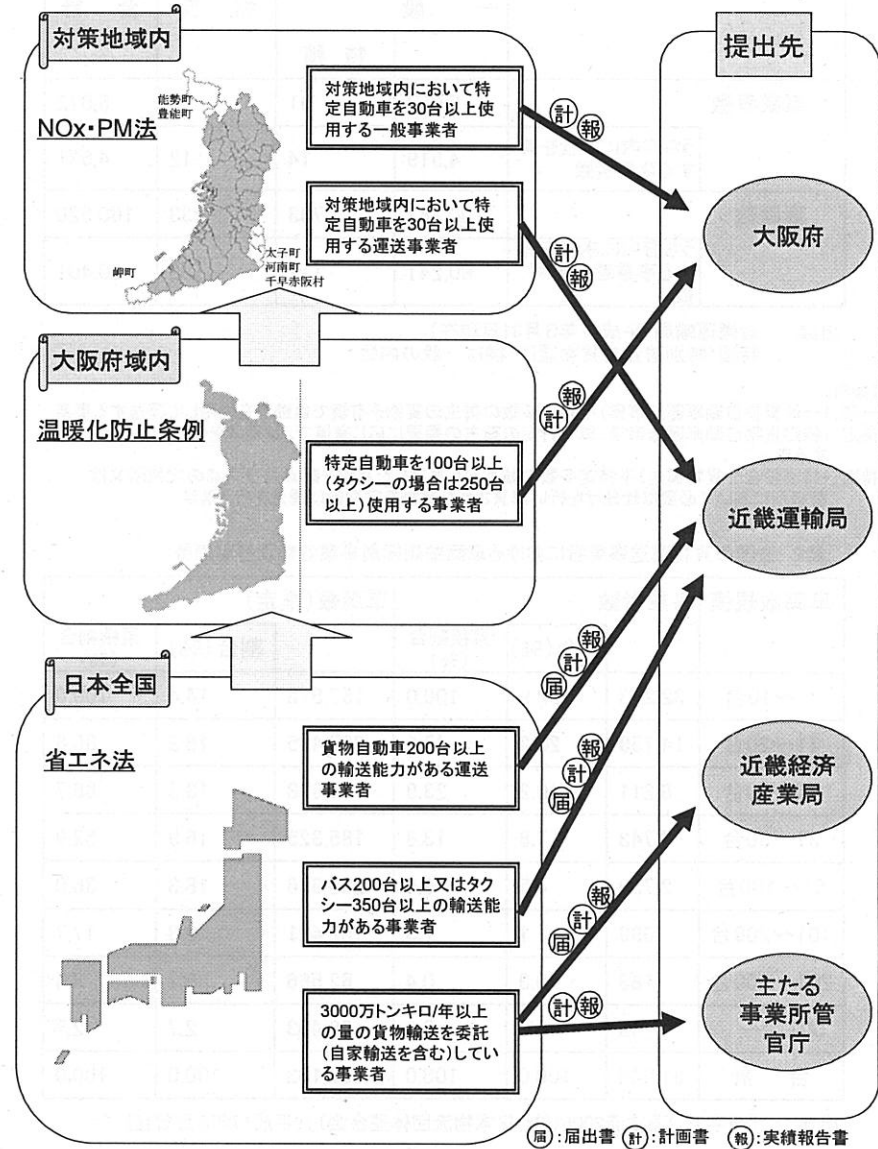 対策地域内
NOx・PM法
能勢町
豊能町
岬町
太子町
河南町
千早赤阪村
対策地域内において特
定自動車を30台以上使
用する一般事業者
対策地域内において特
定自動車を30台以上使
用する運送事業者
計 報
計 報
大阪府域内
温暖化防止条例
特定自動車を100台以上
(タクシーの場合は250台
以上)使用する事業者
計 報
日本全国
省エネ法
貨物自動車200台以上
の輸送能力がある運送
事業者
届 計 報
バス200台以上又はタク
シー350台以上の輸送能
力がある事業者
届 計 報
3000万トンキロ/年以上
の量の貨物輸送を委託
(自家輸送を含む)してい
る事業者
届 計 報
計 報
提出先
大阪府
近畿運輸局
近畿経済
産業局
主たる
事業所管
官庁
届:届出書 計:計画書 報:実績報告書